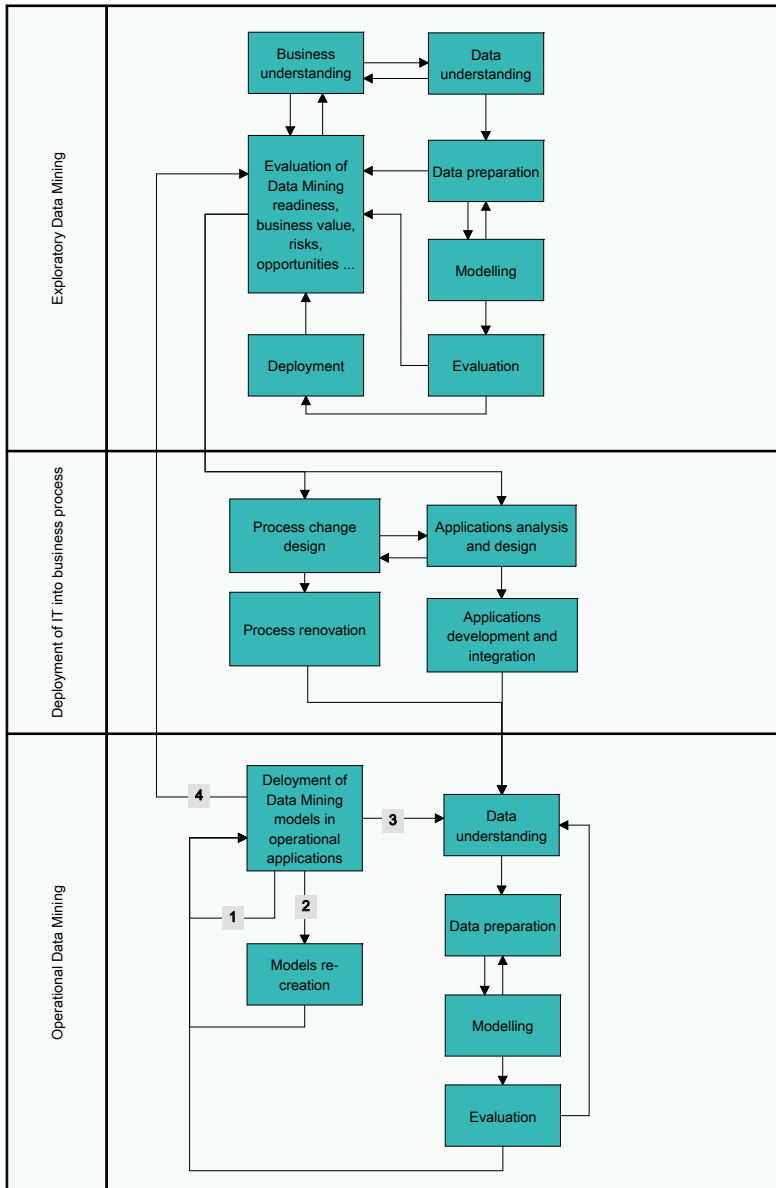 Exploratory Data Mining
Business
understanding
Data
understanding
Evaluation of
Data Mining
readiness,
business value,
risks,
opportunities ...
Data preparation
Modelling
Deployment
Evaluation
Deployment of IT into business process
Process change
design
Applications analysis
and design
Process renovation
Applications
development and
integration
Operational Data Mining
4
Deloyment of
Data Mining
models in
operational
applications
3
Data
understanding
1
2
Data preparation
Models re-
creation
Modelling
Evaluation